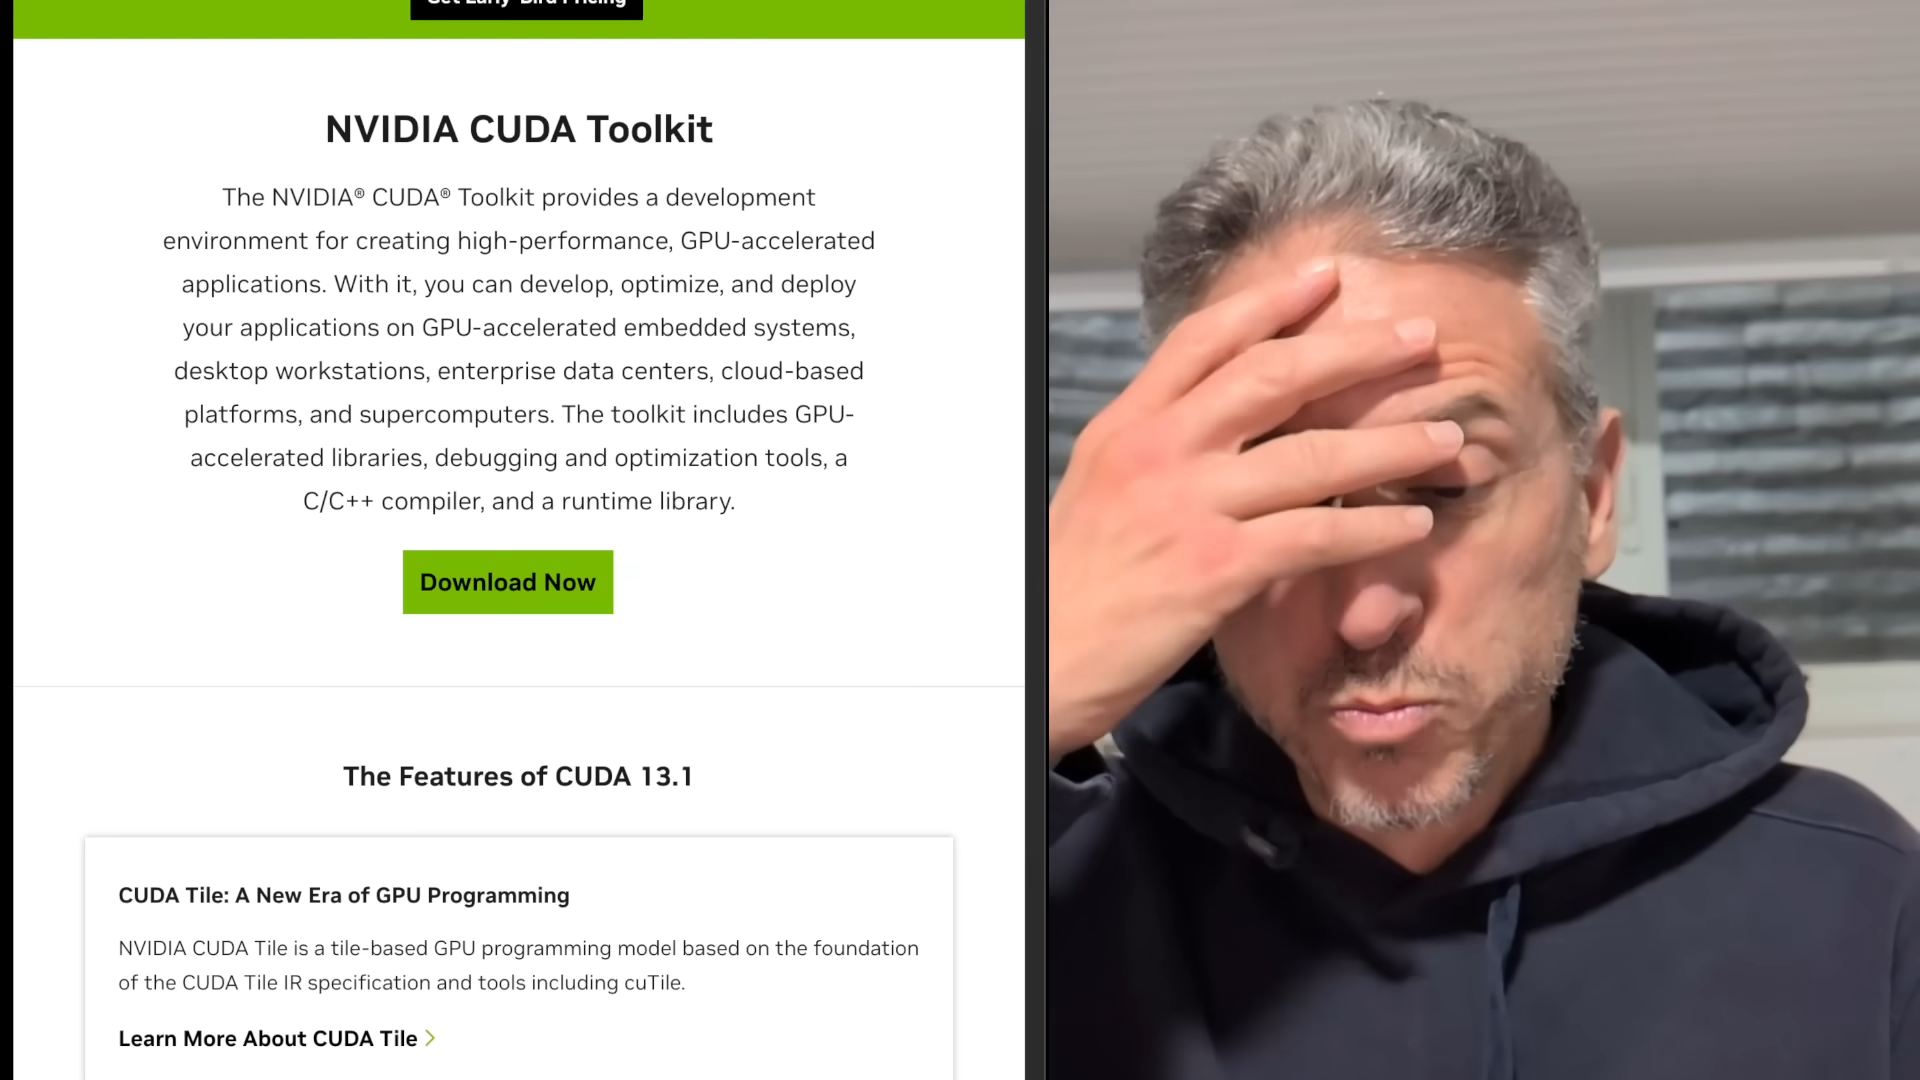 Get Early-Bird Pricing
NVIDIA CUDA Toolkit
The NVIDIA® CUDA® Toolkit provides a development
environment for creating high-performance, GPU-accelerated
applications. With it, you can develop, optimize, and deploy
your applications on GPU-accelerated embedded systems,
desktop workstations, enterprise data centers, cloud-based
platforms, and supercomputers. The toolkit includes GPU-
accelerated libraries, debugging and optimization tools, a
C/C++ compiler, and a runtime library.
Download Now
The Features of CUDA 13.1
CUDA Tile: A New Era of GPU Programming
NVIDIA CUDA Tile is a tile-based GPU programming model based on the foundation
of the CUDA Tile IR specification and tools including cuTile.
Learn More About CUDA Tile